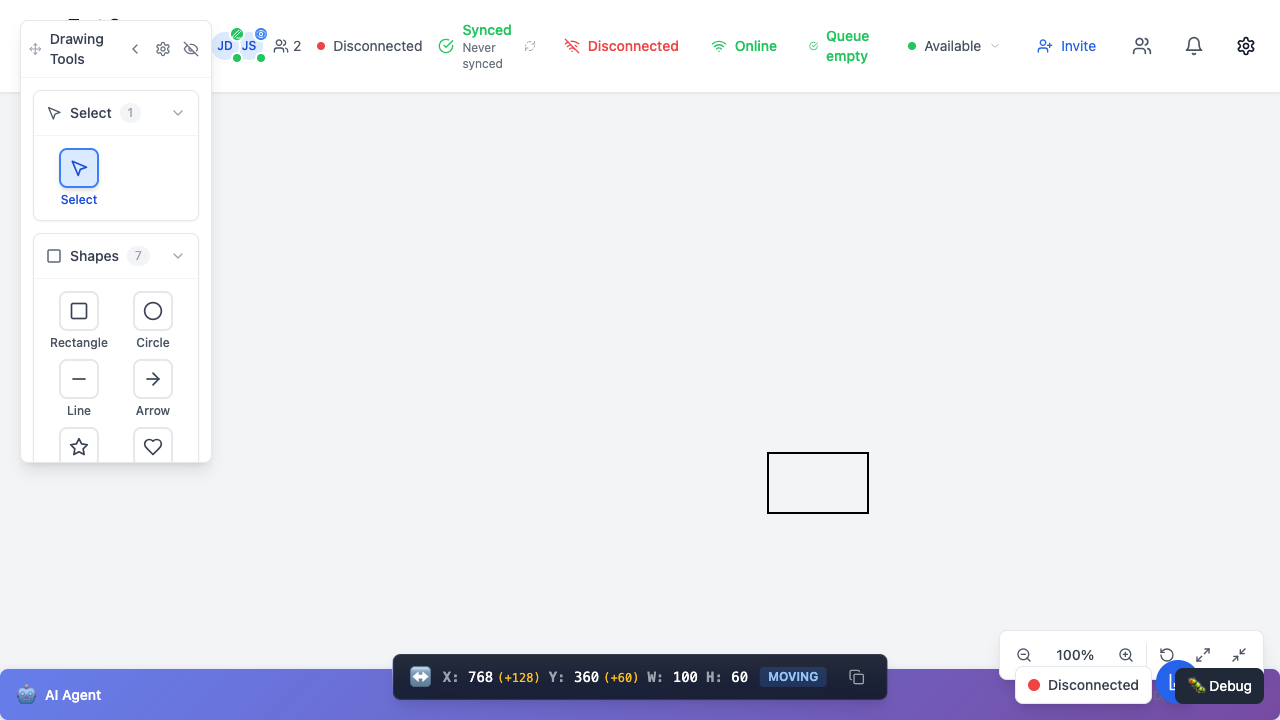 Drawing
Tools
JD JS 2 Disconnected
Synced
Never
synced
Disconnected
Online
Queue
empty
Available
Invite
Select 1
Select
Shapes 7
Rectangle Circle
Line Arrow
100%
AI Agent
X: 768 (+128) Y: 360 (+60) W: 100 H: 60 MOVING
Disconnected
Debug